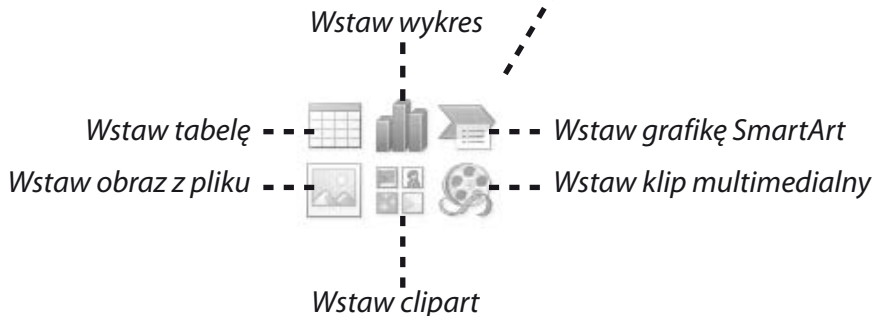 Wstaw wykres
Wstaw tabelę
Wstaw grafikę SmartArt
Wstaw obraz z pliku
Wstaw klip multimedialny
Wstaw clipart